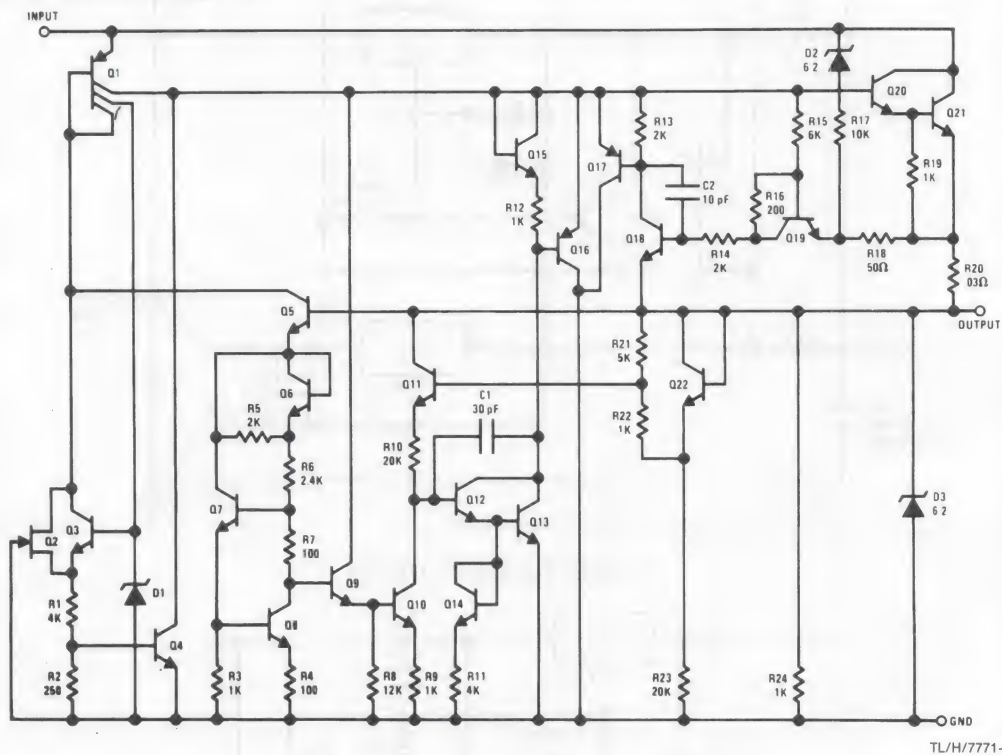 INPUT
Q1
D2
6 2
Q20
Q21
R13
2K
R15
6K
R17
10K
Q15
Q17
R19
1K
C2
10 pF
R16
200
R12
1K
Q16
Q18
R14
2K
Q19
R18
50Ω
R20
03Ω
Q5
OUTPUT
R21
5K
Q11
Q22
Q6
C1
30 pF
R22
1K
R5
2K
R10
20K
R6
2.4K
Q12
D3
6 2
Q3
Q7
Q13
Q2
R7
100
D1
Q9
R1
4K
Q10
Q14
Q4
Q8
R2
250
R3
1K
R4
100
R8
12K
R9
1K
R11
4K
R23
20K
R24
1K
GND
TL/H/7771-